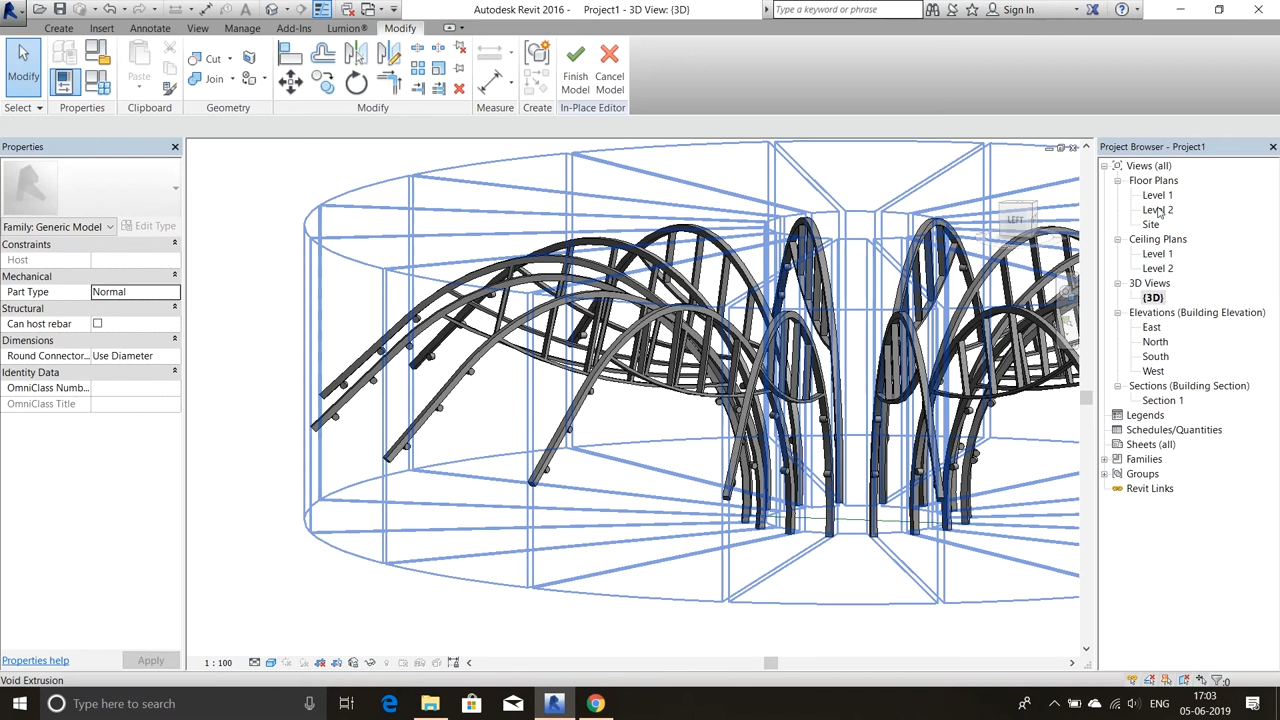 Autodesk Revit 2016 - Project1 - 3D View: {3D}
Type a keyword or phrase
Sign In
Create Insert Annotate View Manage Add-Ins Lumion® Modify
Modify
Paste
Cut
Join
Finish Model
Cancel Model
Select Properties Clipboard Geometry Modify Measure Create In-Place Editor
Properties
Family: Generic Model
Edit Type
Constraints
Host
Mechanical
Part Type Normal
Structural
Can host rebar
Dimensions
Round Connector... Use Diameter
Identity Data
OmniClass Numb...
OmniClass Title
Properties help
Apply
LEFT
Project Browser - Project1
Views (all)
Floor Plans
Level 1
Level 2
Site
Ceiling Plans
Level 1
Level 2
3D Views
{3D}
Elevations (Building Elevation)
East
North
South
West
Sections (Building Section)
Section 1
Legends
Schedules/Quantities
Sheets (all)
Families
Groups
Revit Links
1 : 100
Void Extrusion
:0
Type here to search
ENG
17:03
05-06-2019